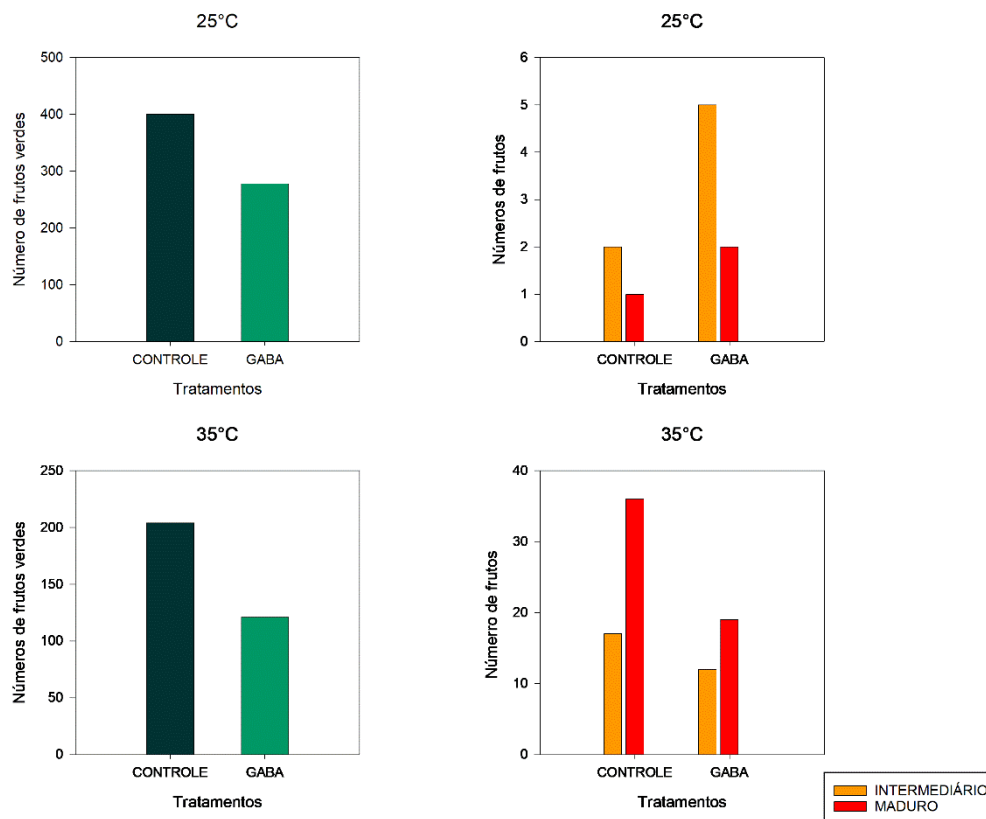 25°C
Número de frutos verdes
500
400
300
200
100
0
CONTROLE GABA
Tratamentos
25°C
Números de frutos
6
5
4
3
2
1
0
CONTROLE GABA
Tratamentos
35°C
Números de frutos verdes
250
200
150
100
50
0
CONTROLE GABA
Tratamentos
35°C
Númerro de frutos
40
30
20
10
0
CONTROLE GABA
Tratamentos
INTERMEDIÁRIO
MADURO